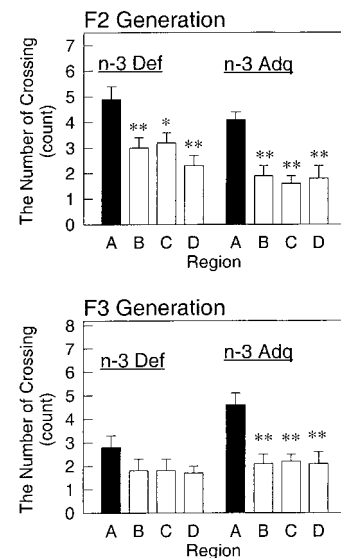 F2 Generation
n-3 Def
n-3 Adq
The Number of Crossing
(count)
7
6
5
4
3
2
1
0
** * **
** ** **
A B C D A B C D
Region
F3 Generation
n-3 Def
n-3 Adq
The Number of Crossing
(count)
8
7
6
5
4
3
2
1
0
** ** **
A B C D A B C D
Region